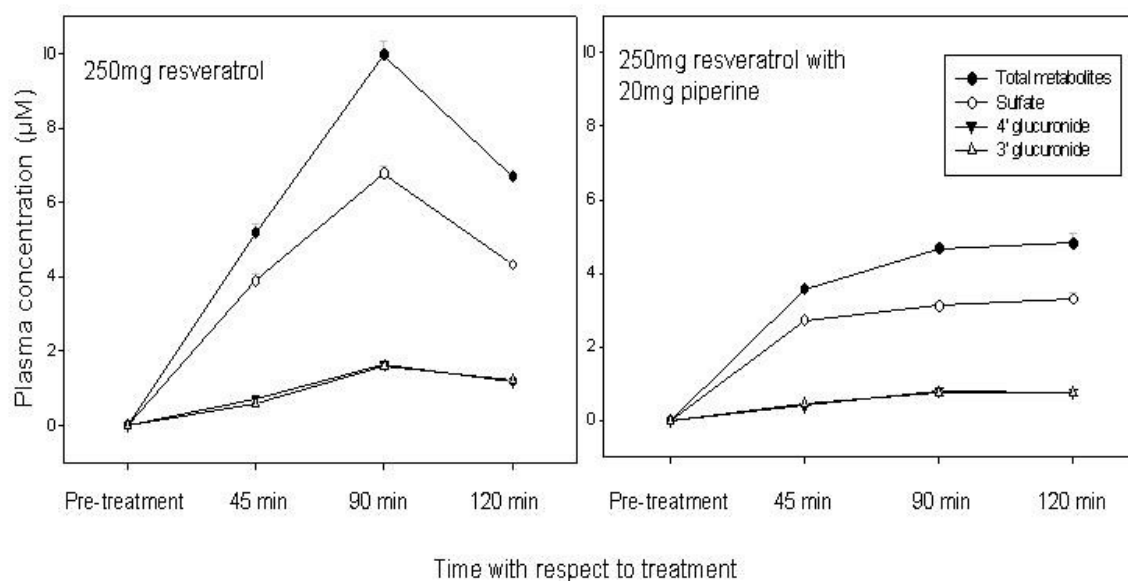 Plasma concentration (µM)
10
8
6
4
2
0
250mg resveratrol
Pre-treatment 45 min 90 min 120 min
10
8
6
4
2
0
250mg resveratrol with
20mg piperine
Total metabolites
Sulfate
4' glucuronide
3' glucuronide
Pre-treatment 45 min 90 min 120 min
Time with respect to treatment